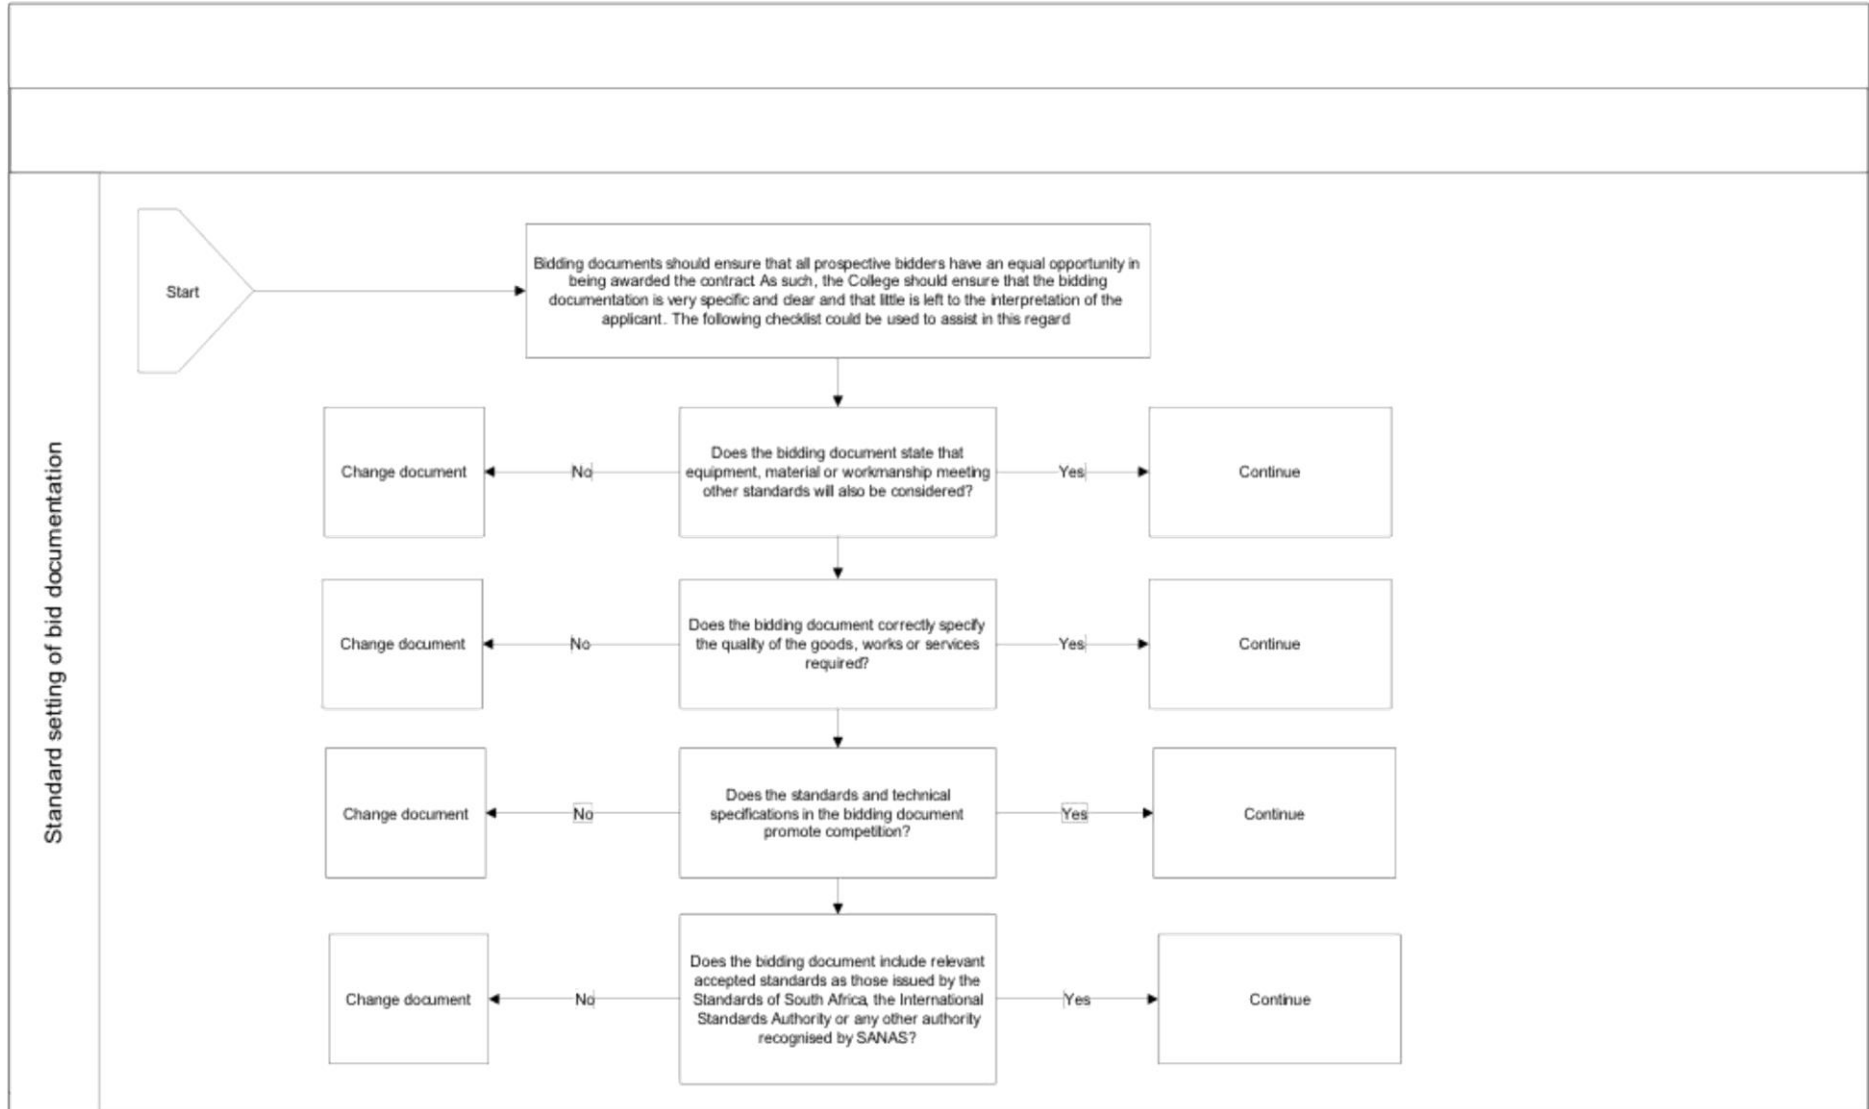 Standard setting of bid documentation
Start
Bidding documents should ensure that all prospective bidders have an equal opportunity in
being awarded the contract. As such, the College should ensure that the bidding
documentation is very specific and clear and that little is left to the interpretation of the
applicant. The following checklist could be used to assist in this regard
Change document
No
Does the bidding document state that
equipment, material or workmanship meeting
other standards will also be considered?
Yes
Continue
Change document
No
Does the bidding document correctly specify
the quality of the goods, works or services
required?
Yes
Continue
Change document
No
Does the standards and technical
specifications in the bidding document
promote competition?
Yes
Continue
Change document
No
Does the bidding document include relevant
accepted standards as those issued by the
Standards of South Africa, the International
Standards Authority or any other authority
recognised by SANAS?
Yes
Continue